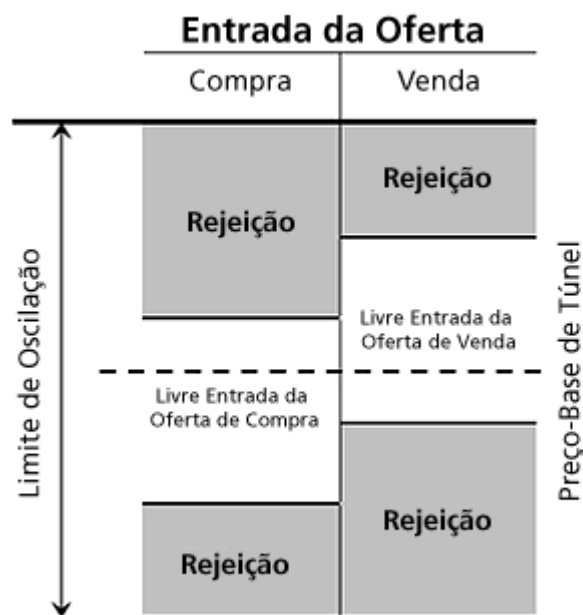 Entrada da Oferta
Compra
Venda
Rejeição
Rejeição
Limite de Oscilação
Livre Entrada da
Oferta de Venda
Livre Entrada da
Oferta de Compra
Preço-Base de Túnel
Rejeição
Rejeição